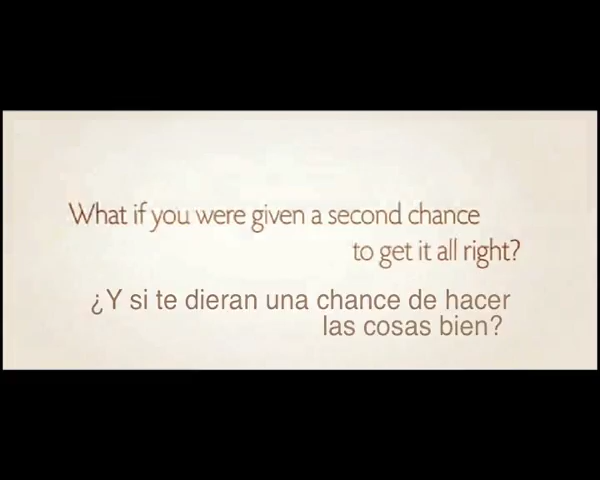 What if you were given a second chance
to get it all right?
¿Y si te dieran una chance de hacer
las cosas bien?